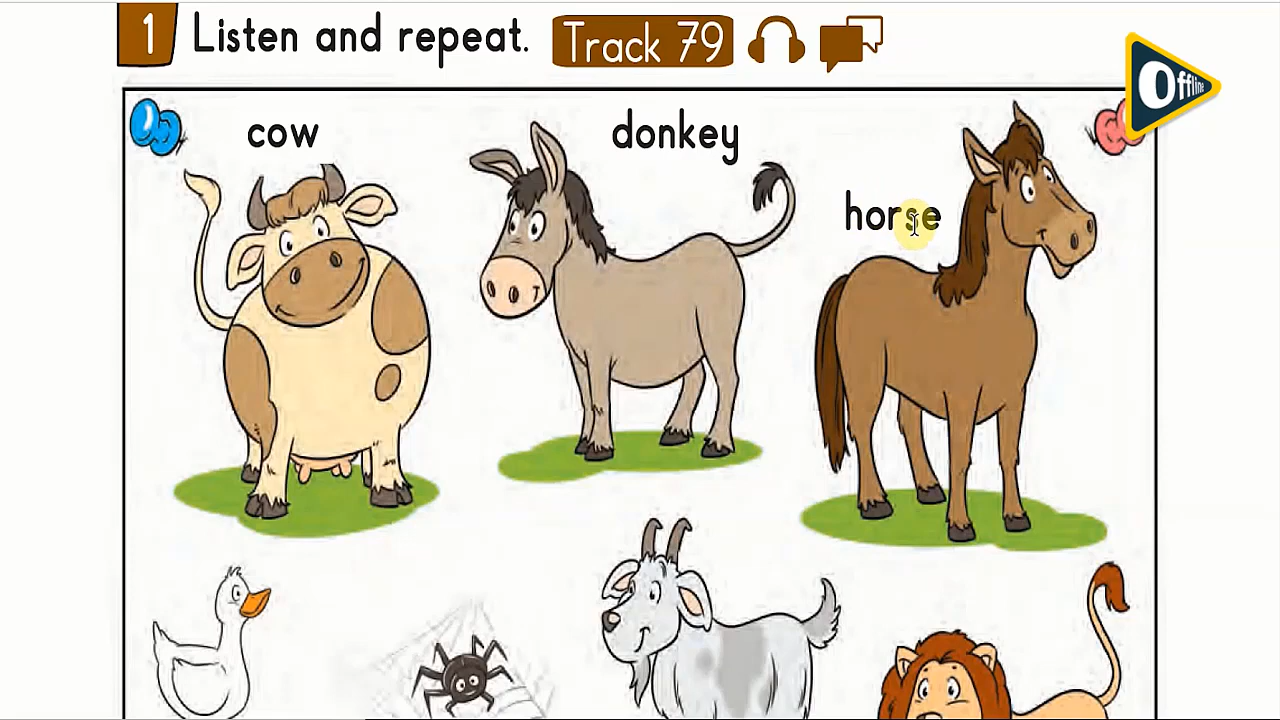 1 Listen and repeat. Track 79
Offline
cow
donkey
horse